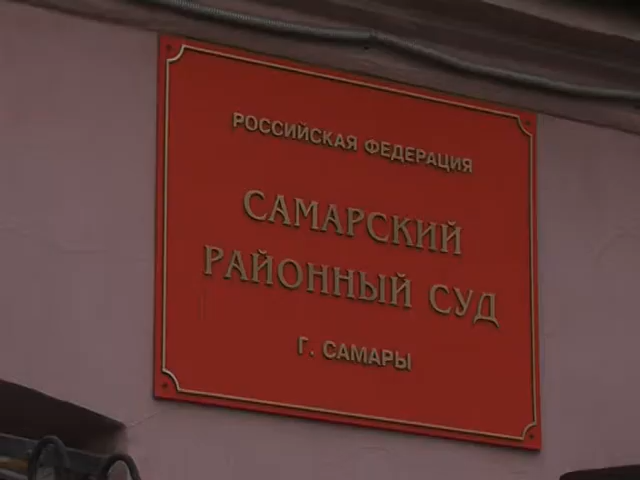 РОССИЙСКАЯ ФЕДЕРАЦИЯ
САМАРСКИЙ
РАЙОННЫЙ СУД
Г. САМАРЫ